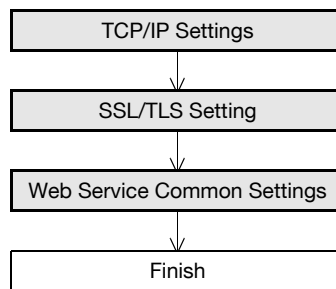 TCP/IP Settings
SSL/TLS Setting
Web Service Common Settings
Finish